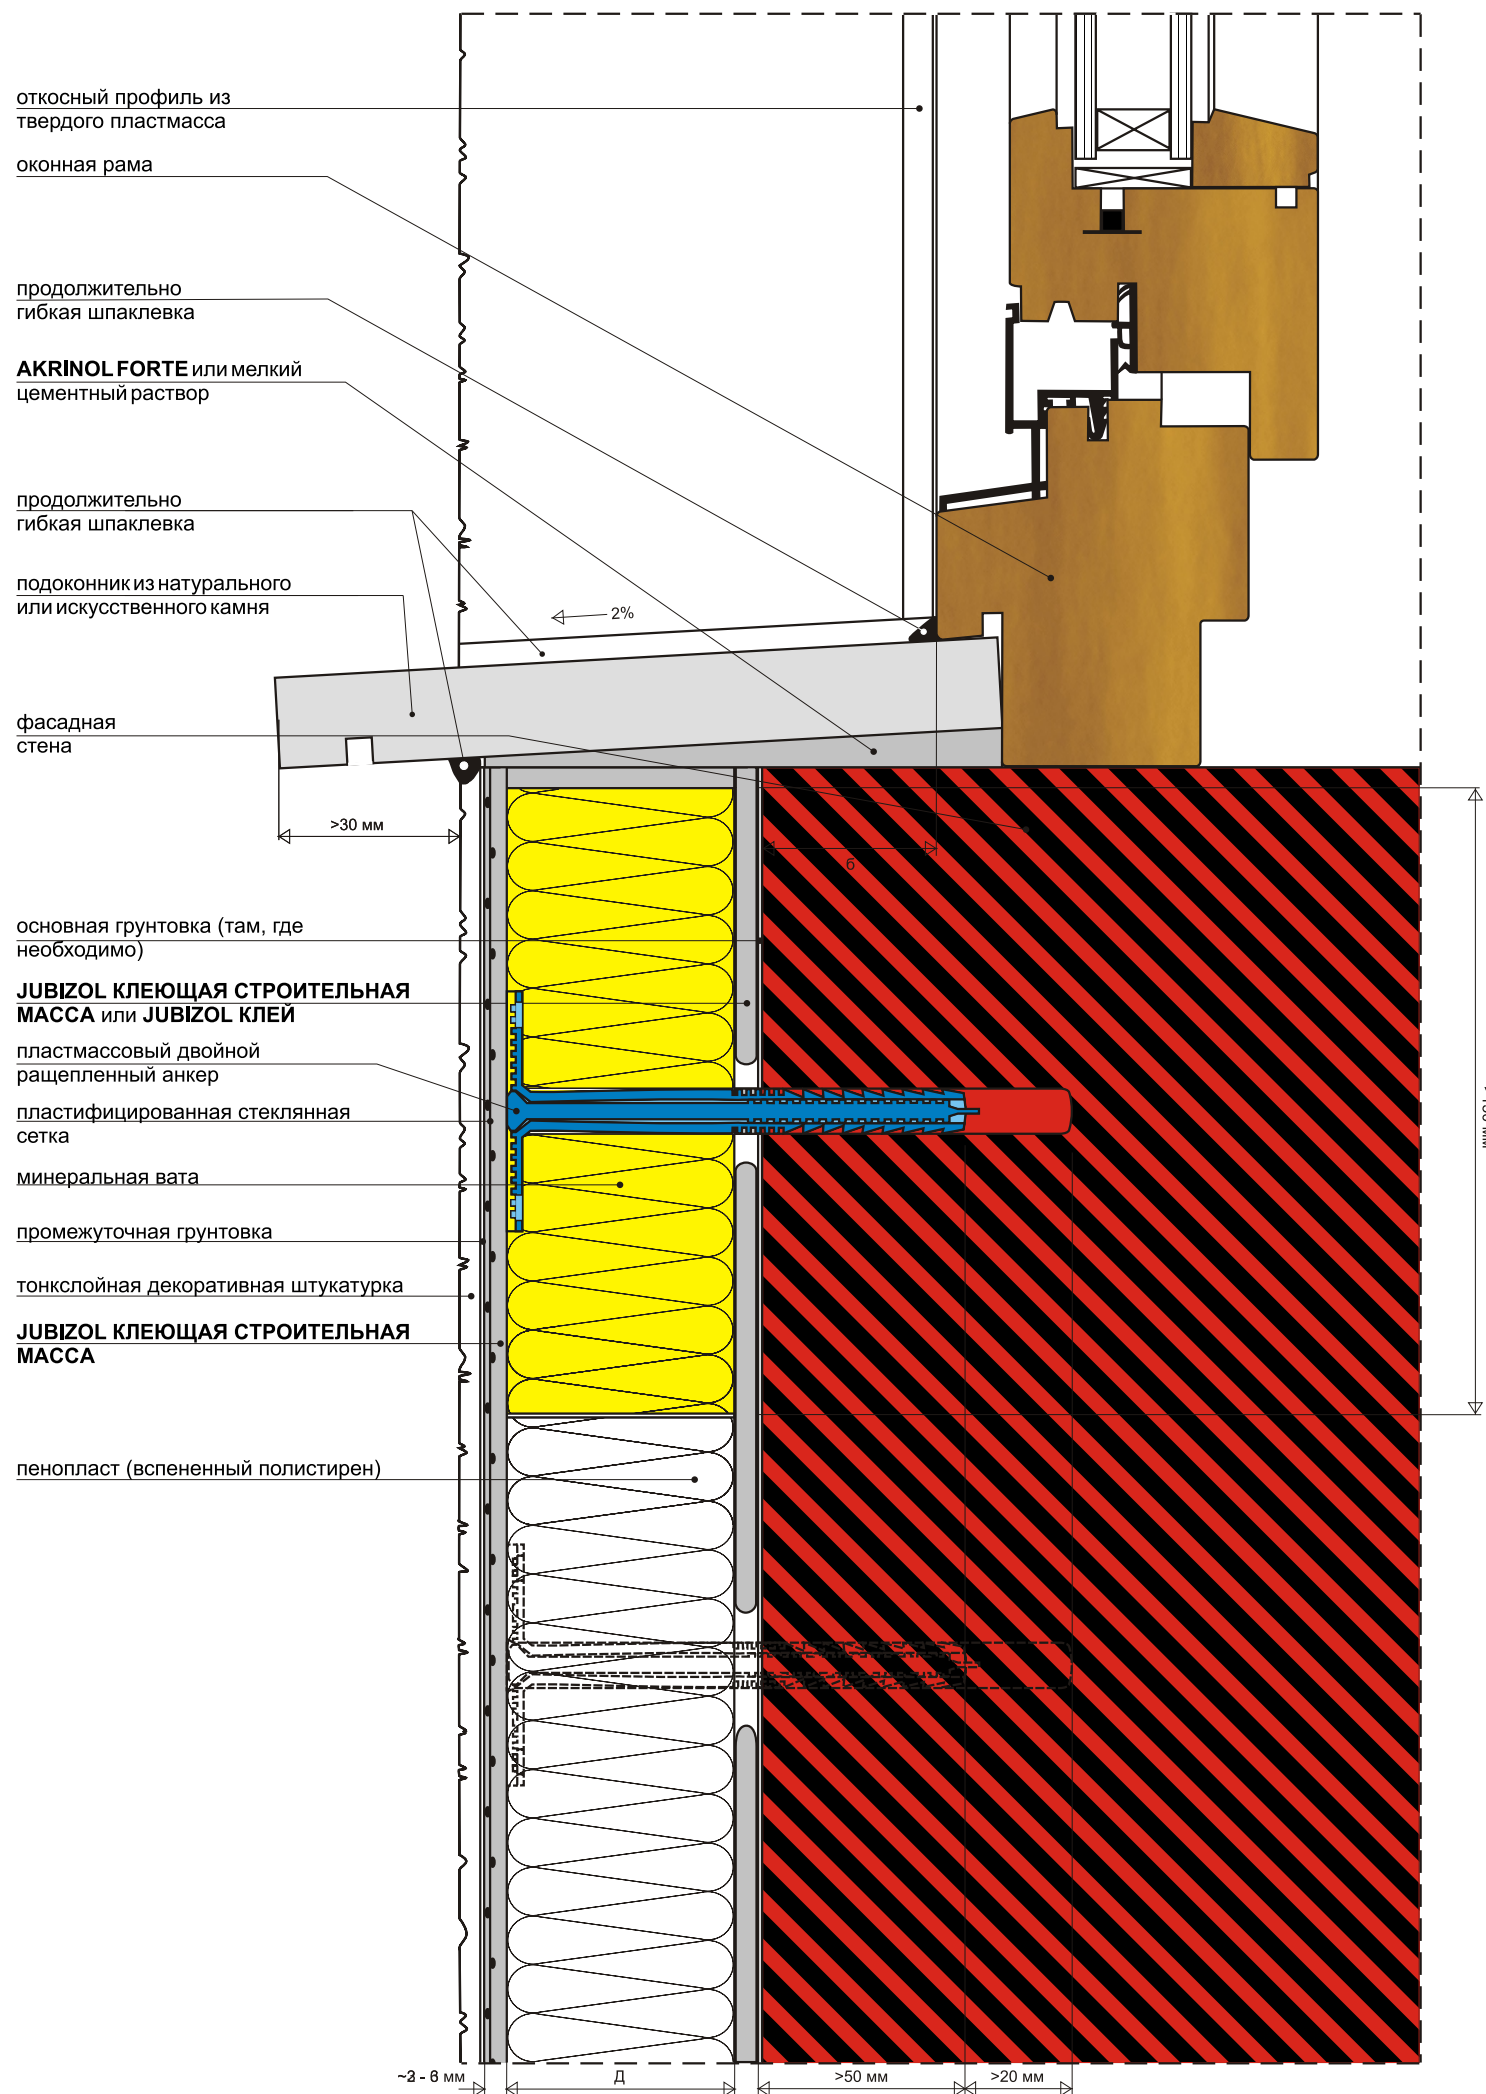 откосный профиль из
твердого пластмасса
оконная рама
продолжительно
гибкая шпаклевка
AKRINOL FORTE или мелкий
цементный раствор
продолжительно
гибкая шпаклевка
подоконник из натурального
или искусственного камня
2%
фасадная
стена
>30 мм
б
основная грунтовка (там, где
необходимо)
JUBIZOL КЛЕЮЩАЯ СТРОИТЕЛЬНАЯ
МАССА или JUBIZOL КЛЕЙ
пластмассовый двойной
ращепленный анкер
пластифицированная стеклянная
сетка
минеральная вата
промежуточная грунтовка
тонкслойная декоративная штукатурка
JUBIZOL КЛЕЮЩАЯ СТРОИТЕЛЬНАЯ
МАССА
пенопласт (вспененный полистирен)
Д
>50 мм
>20 мм